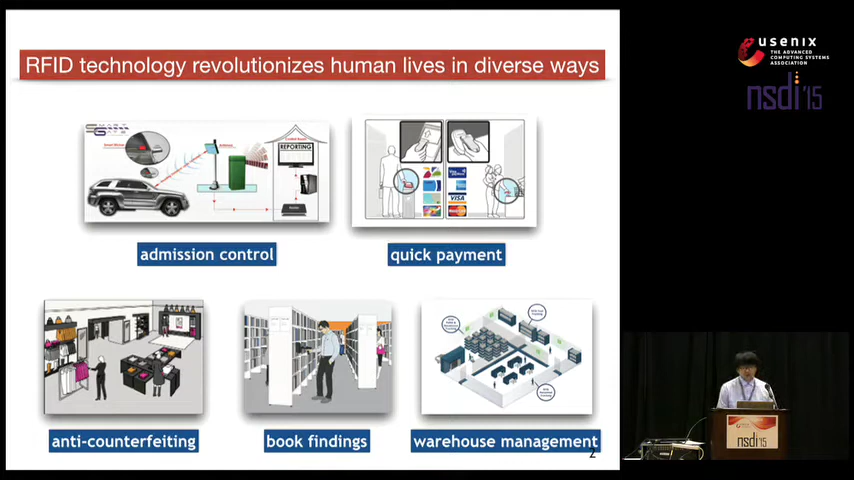 RFID technology revolutionizes human lives in diverse ways
usenix
THE ADVANCED
COMPUTING SYSTEMS
ASSOCIATION
nsdi '15
REPORTING
VISA
admission control
quick payment
anti-counterfeiting
book findings
warehouse management
2
nsdi '15